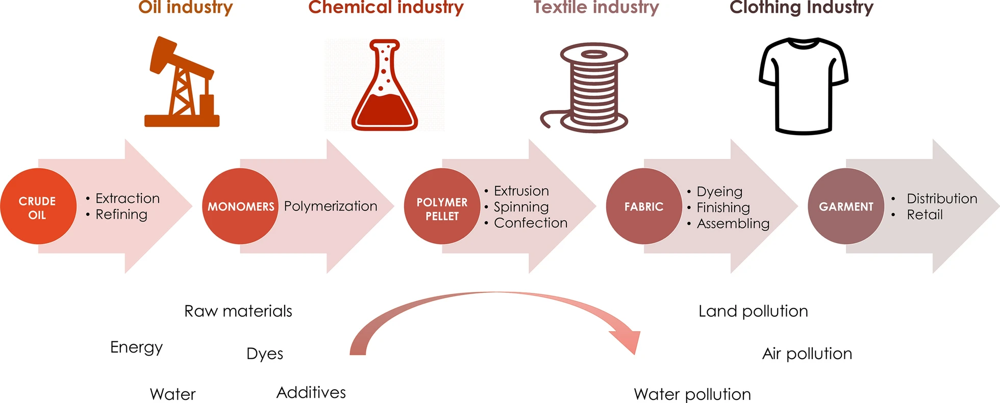 Oil industry
Chemical industry
Textile industry
Clothing Industry
CRUDE
OIL
• Extraction
• Refining
MONOMERS
Polymerization
POLYMER
PELLET
• Extrusion
• Spinning
• Confection
FABRIC
• Dyeing
• Finishing
• Assembling
GARMENT
• Distribution
• Retail
Raw materials
Energy
Dyes
Water
Additives
Land pollution
Air pollution
Water pollution